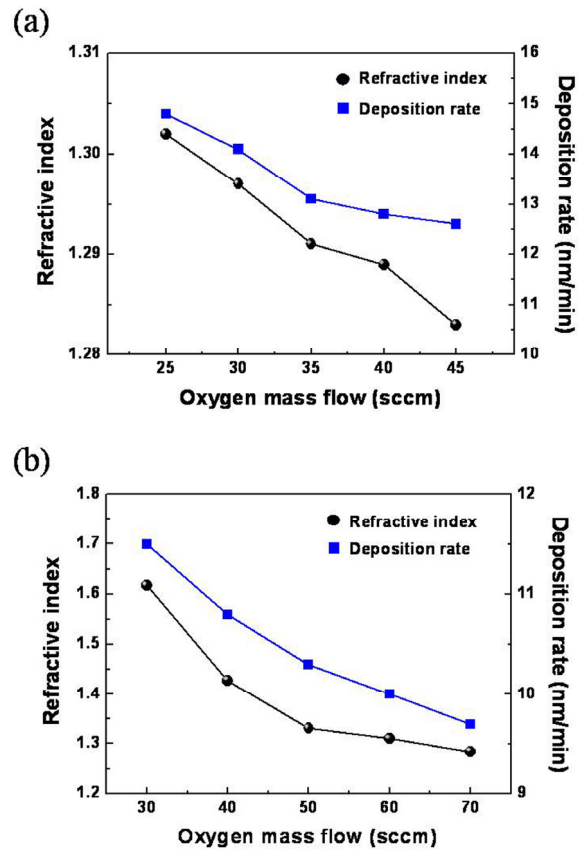 (a)
1.31
1.30
1.29
1.28
Refractive index
Refractive index
Deposition rate
16
15
14
13
12
11
10
Deposition rate
(nm/min)
25 30 35 40 45
Oxygen mass flow (sccm)
(b)
1.8
1.7
1.6
1.5
1.4
1.3
1.2
Refractive index
Refractive index
Deposition rate
12
11
10
9
Deposition rate (nm/min)
30 40 50 60 70
Oxygen mass flow (sccm)